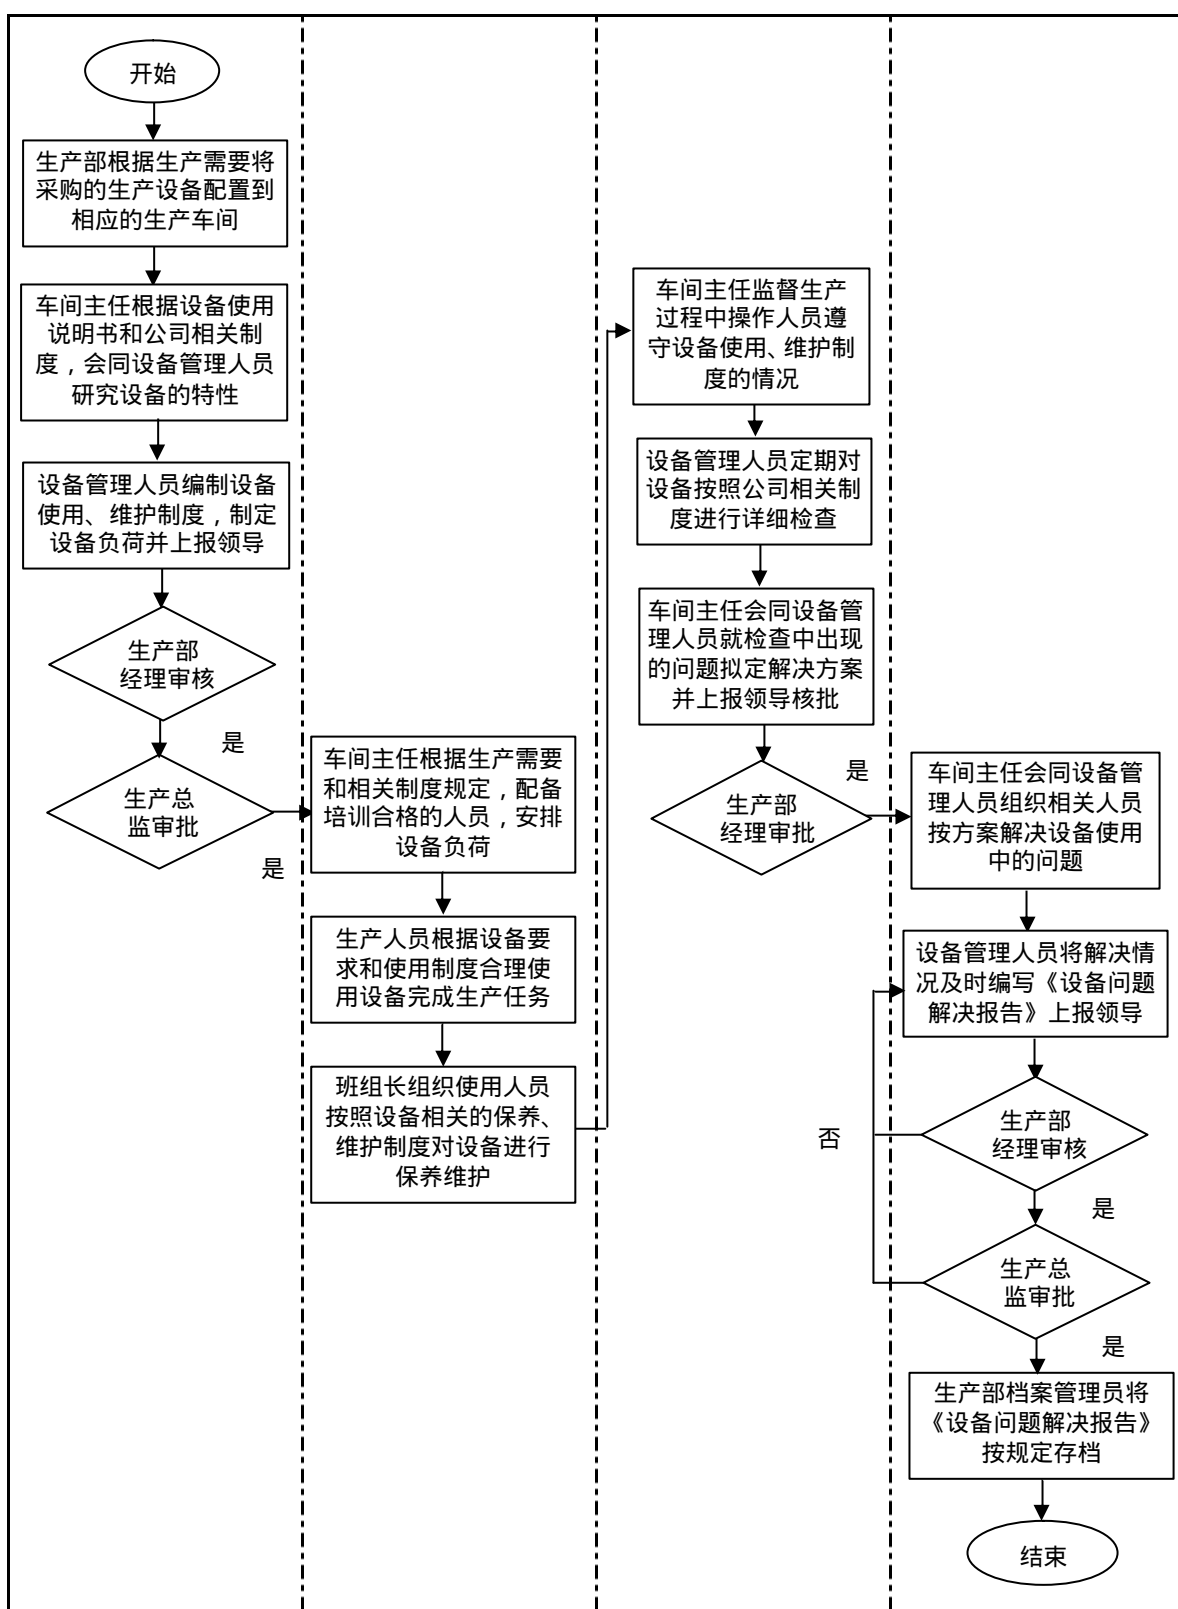 开始
生产部根据生产需要将
采购的生产设备配置到
相应的生产车间
车间主任根据设备使用
说明书和公司相关制
度，会同设备管理人员
研究设备的特性
设备管理人员编制设备
使用、维护制度，制定
设备负荷并上报领导
生产部
经理审核
是
生产总
监审批
是
车间主任根据生产需要
和相关制度规定，配备
培训合格的人员，安排
设备负荷
生产人员根据设备要
求和使用制度合理使
用设备完成生产任务
班组长组织使用人员
按照设备相关的保养、
维护制度对设备进行
保养维护
车间主任监督生产
过程中操作人员遵
守设备使用、维护制
度的情况
设备管理人员定期对
设备按照公司相关制
度进行详细检查
车间主任会同设备管
理人员就检查中出现
的问题拟定解决方案
并上报领导核批
生产部
经理审批
是
车间主任会同设备管
理人员组织相关人员
按方案解决设备使用
中的问题
设备管理人员将解决情
况及时编写《设备问题
解决报告》上报领导
生产部
经理审核
否
是
生产总
监审批
是
生产部档案管理员将
《设备问题解决报告》
按规定存档
结束